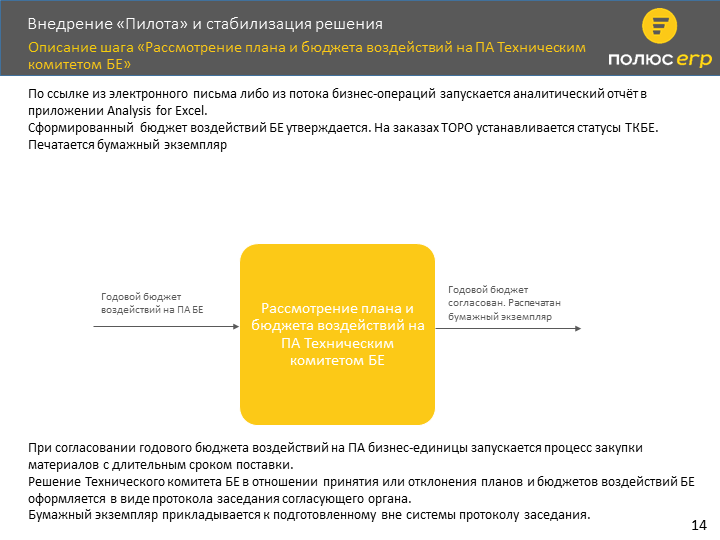 Внедрение «Пилота» и стабилизация решения
Описание шага «Рассмотрение плана и бюджета воздействий на ПА Техническим
комитетом БЕ»
ПОЛЮС егр
По ссылке из электронного письма либо из потока бизнес-операций запускается аналитический отчёт в
приложении Analysis for Excel.
Сформированный бюджет воздействий БЕ утверждается. На заказах ТОРО устанавливается статусы ТКБЕ.
Печатается бумажный экземпляр
Годовой бюджет
воздействий на ПА БЕ
Рассмотрение плана и
бюджета воздействий на
ПА Техническим
комитетом БЕ
Годовой бюджет
согласован. Распечатан
бумажный экземпляр
При согласовании годового бюджета воздействий на ПА бизнес-единицы запускается процесс закупки
материалов с длительным сроком поставки.
Решение Технического комитета БЕ в отношении принятия или отклонения планов и бюджетов воздействий БЕ
оформляется в виде протокола заседания согласующего органа.
Бумажный экземпляр прикладывается к подготовленному вне системы протоколу заседания.
14